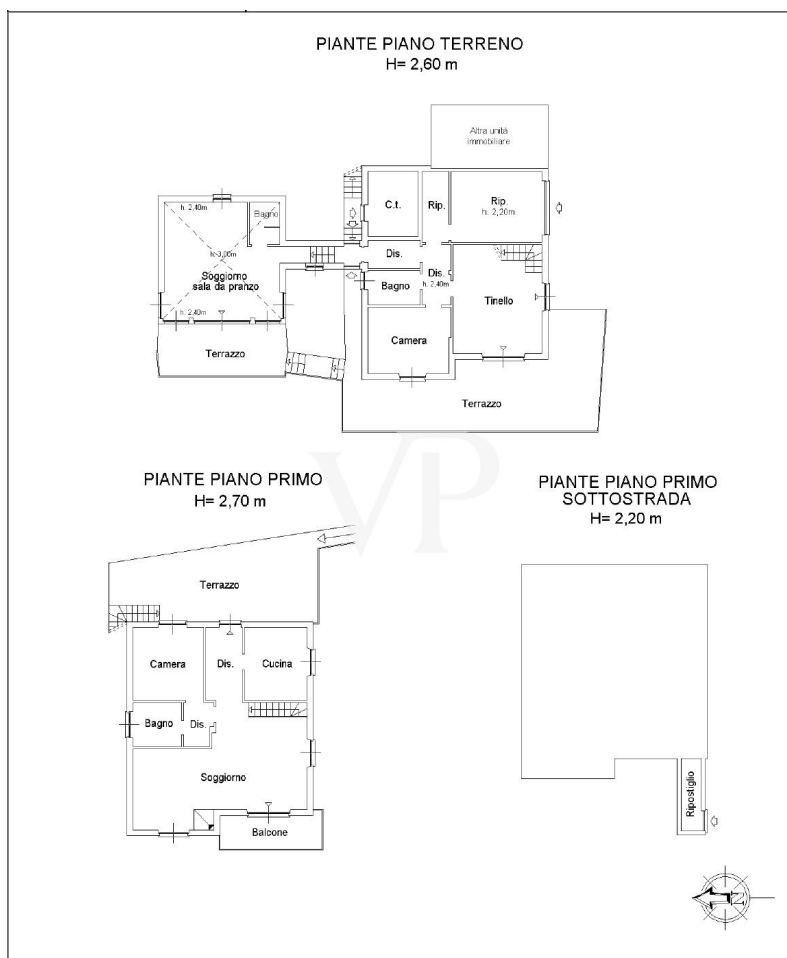 PIANTE PIANO TERRENO
H= 2,60 m
Altra unità
immobiliare
h. 2,40m
Bagno
C.t.
Rip.
Rip.
h. 2,20m
h. 3,00m
Soggiorno
sala da pranzo
Dis.
Dis.
h. 2,40m
Bagno
Tinello
h. 2,40m
Camera
Terrazzo
Terrazzo
VP
PIANTE PIANO PRIMO
H= 2,70 m
Terrazzo
Camera
Dis.
Cucina
Bagno
Dis.
Soggiorno
Balcone
PIANTE PIANO PRIMO
SOTTOSTRADA
H= 2,20 m
Ripostiglio
N